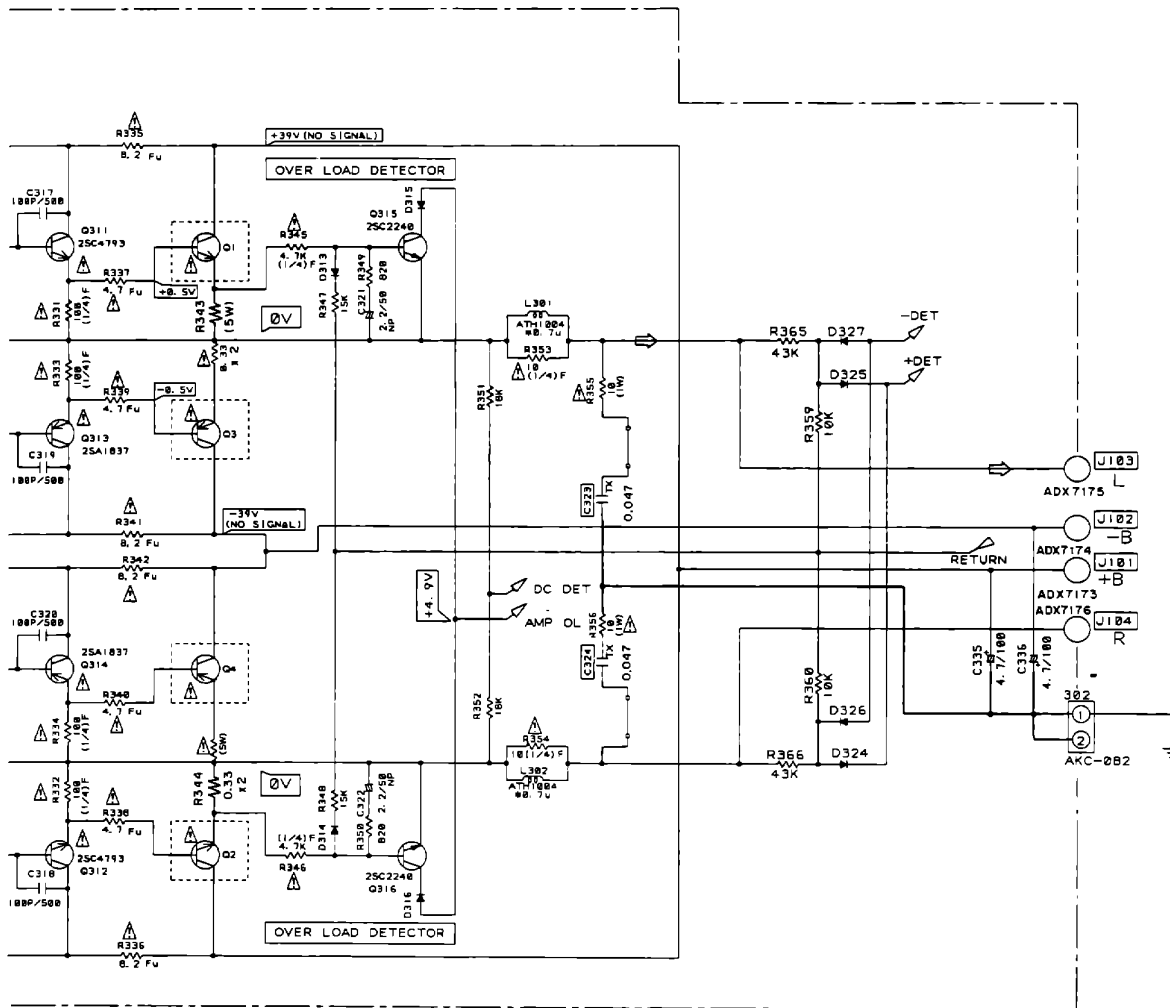 +39V (NO SIGNAL)
R335
8.2 Fu
OVER LOAD DETECTOR
C317
100P/500
D315
Q315
2SC2240
Q311
2SC4793
R345
4.7K
(1/4)F
Q1
R337
4.7 Fu
+0.5V
D313
R349
820
R331
100
(1/4)F
R343
(5W)
R347
15K
C321
2.2/50
NP
0V
L301
ATH1004
*0.7u
R353
10
(1/4)F
R365
43K
D327
-DET
+DET
D325
R333
100
(1/4)F
0.33
x2
R339
4.7 Fu
-0.5V
R351
18K
R355
10
(1W)
R359
10K
Q3
Q313
2SA1837
C319
100P/500
J103
L
ADX7175
C323
TX
0.047
-39V
(NO SIGNAL)
R341
8.2 Fu
J102
-B
ADX7174
R342
8.2 Fu
RETURN
J101
+B
ADX7173
DC DET
+4.9V
AMP OL
ADX7176
J104
R
C320
100P/500
R356
10
(1W)
2SA1837
Q314
Q4
C324
TX
0.047
C335
4.7/100
C336
4.7/100
R340
4.7 Fu
R360
10K
302
1
2
AKC-082
R352
18K
D326
R334
100
(1/4)F
(5W)
R354
10(1/4)F
R366
43K
D324
L302
ATH1004
*0.7u
R332
100
(1/4)F
R344
0.33
x2
0V
R348
15K
C322
2.2/50
NP
R338
4.7 Fu
D314
R350
820
(1/4)F
4.7K
R346
2SC4793
Q312
Q2
C318
100P/500
2SC2240
Q316
D316
OVER LOAD DETECTOR
R336
8.2 Fu